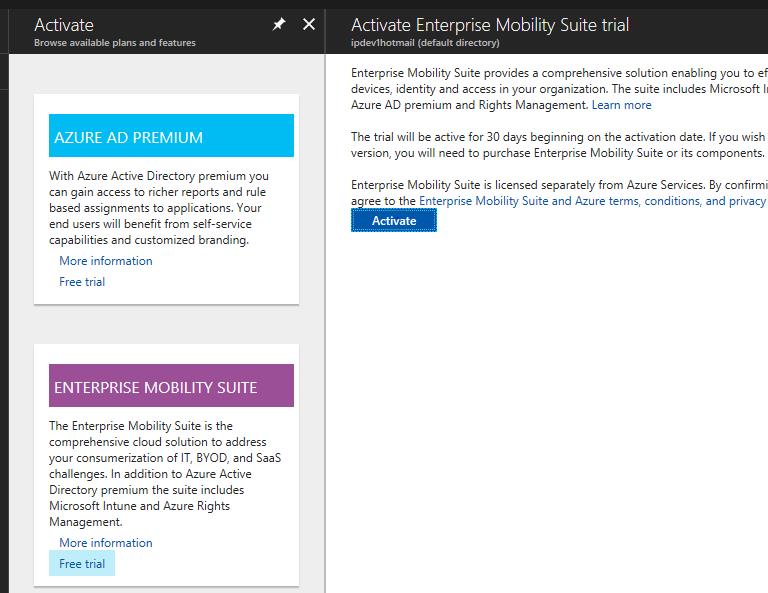 Activate
Browse available plans and features
AZURE AD PREMIUM
With Azure Active Directory premium you
can gain access to richer reports and rule
based assignments to applications. Your
end users will benefit from self-service
capabilities and customized branding.
More information
Free trial
ENTERPRISE MOBILITY SUITE
The Enterprise Mobility Suite is the
comprehensive cloud solution to address
your consumerization of IT, BYOD, and SaaS
challenges. In addition to Azure Active
Directory premium the suite includes
Microsoft Intune and Azure Rights
Management.
More information
Free trial
Activate Enterprise Mobility Suite trial
ipdev1hotmail (default directory)
Enterprise Mobility Suite provides a comprehensive solution enabling you to ef
devices, identity and access in your organization. The suite includes Microsoft In
Azure AD premium and Rights Management. Learn more
The trial will be active for 30 days beginning on the activation date. If you wish
version, you will need to purchase Enterprise Mobility Suite or its components.
Enterprise Mobility Suite is licensed separately from Azure Services. By confirmi
agree to the Enterprise Mobility Suite and Azure terms, conditions, and privacy
Activate